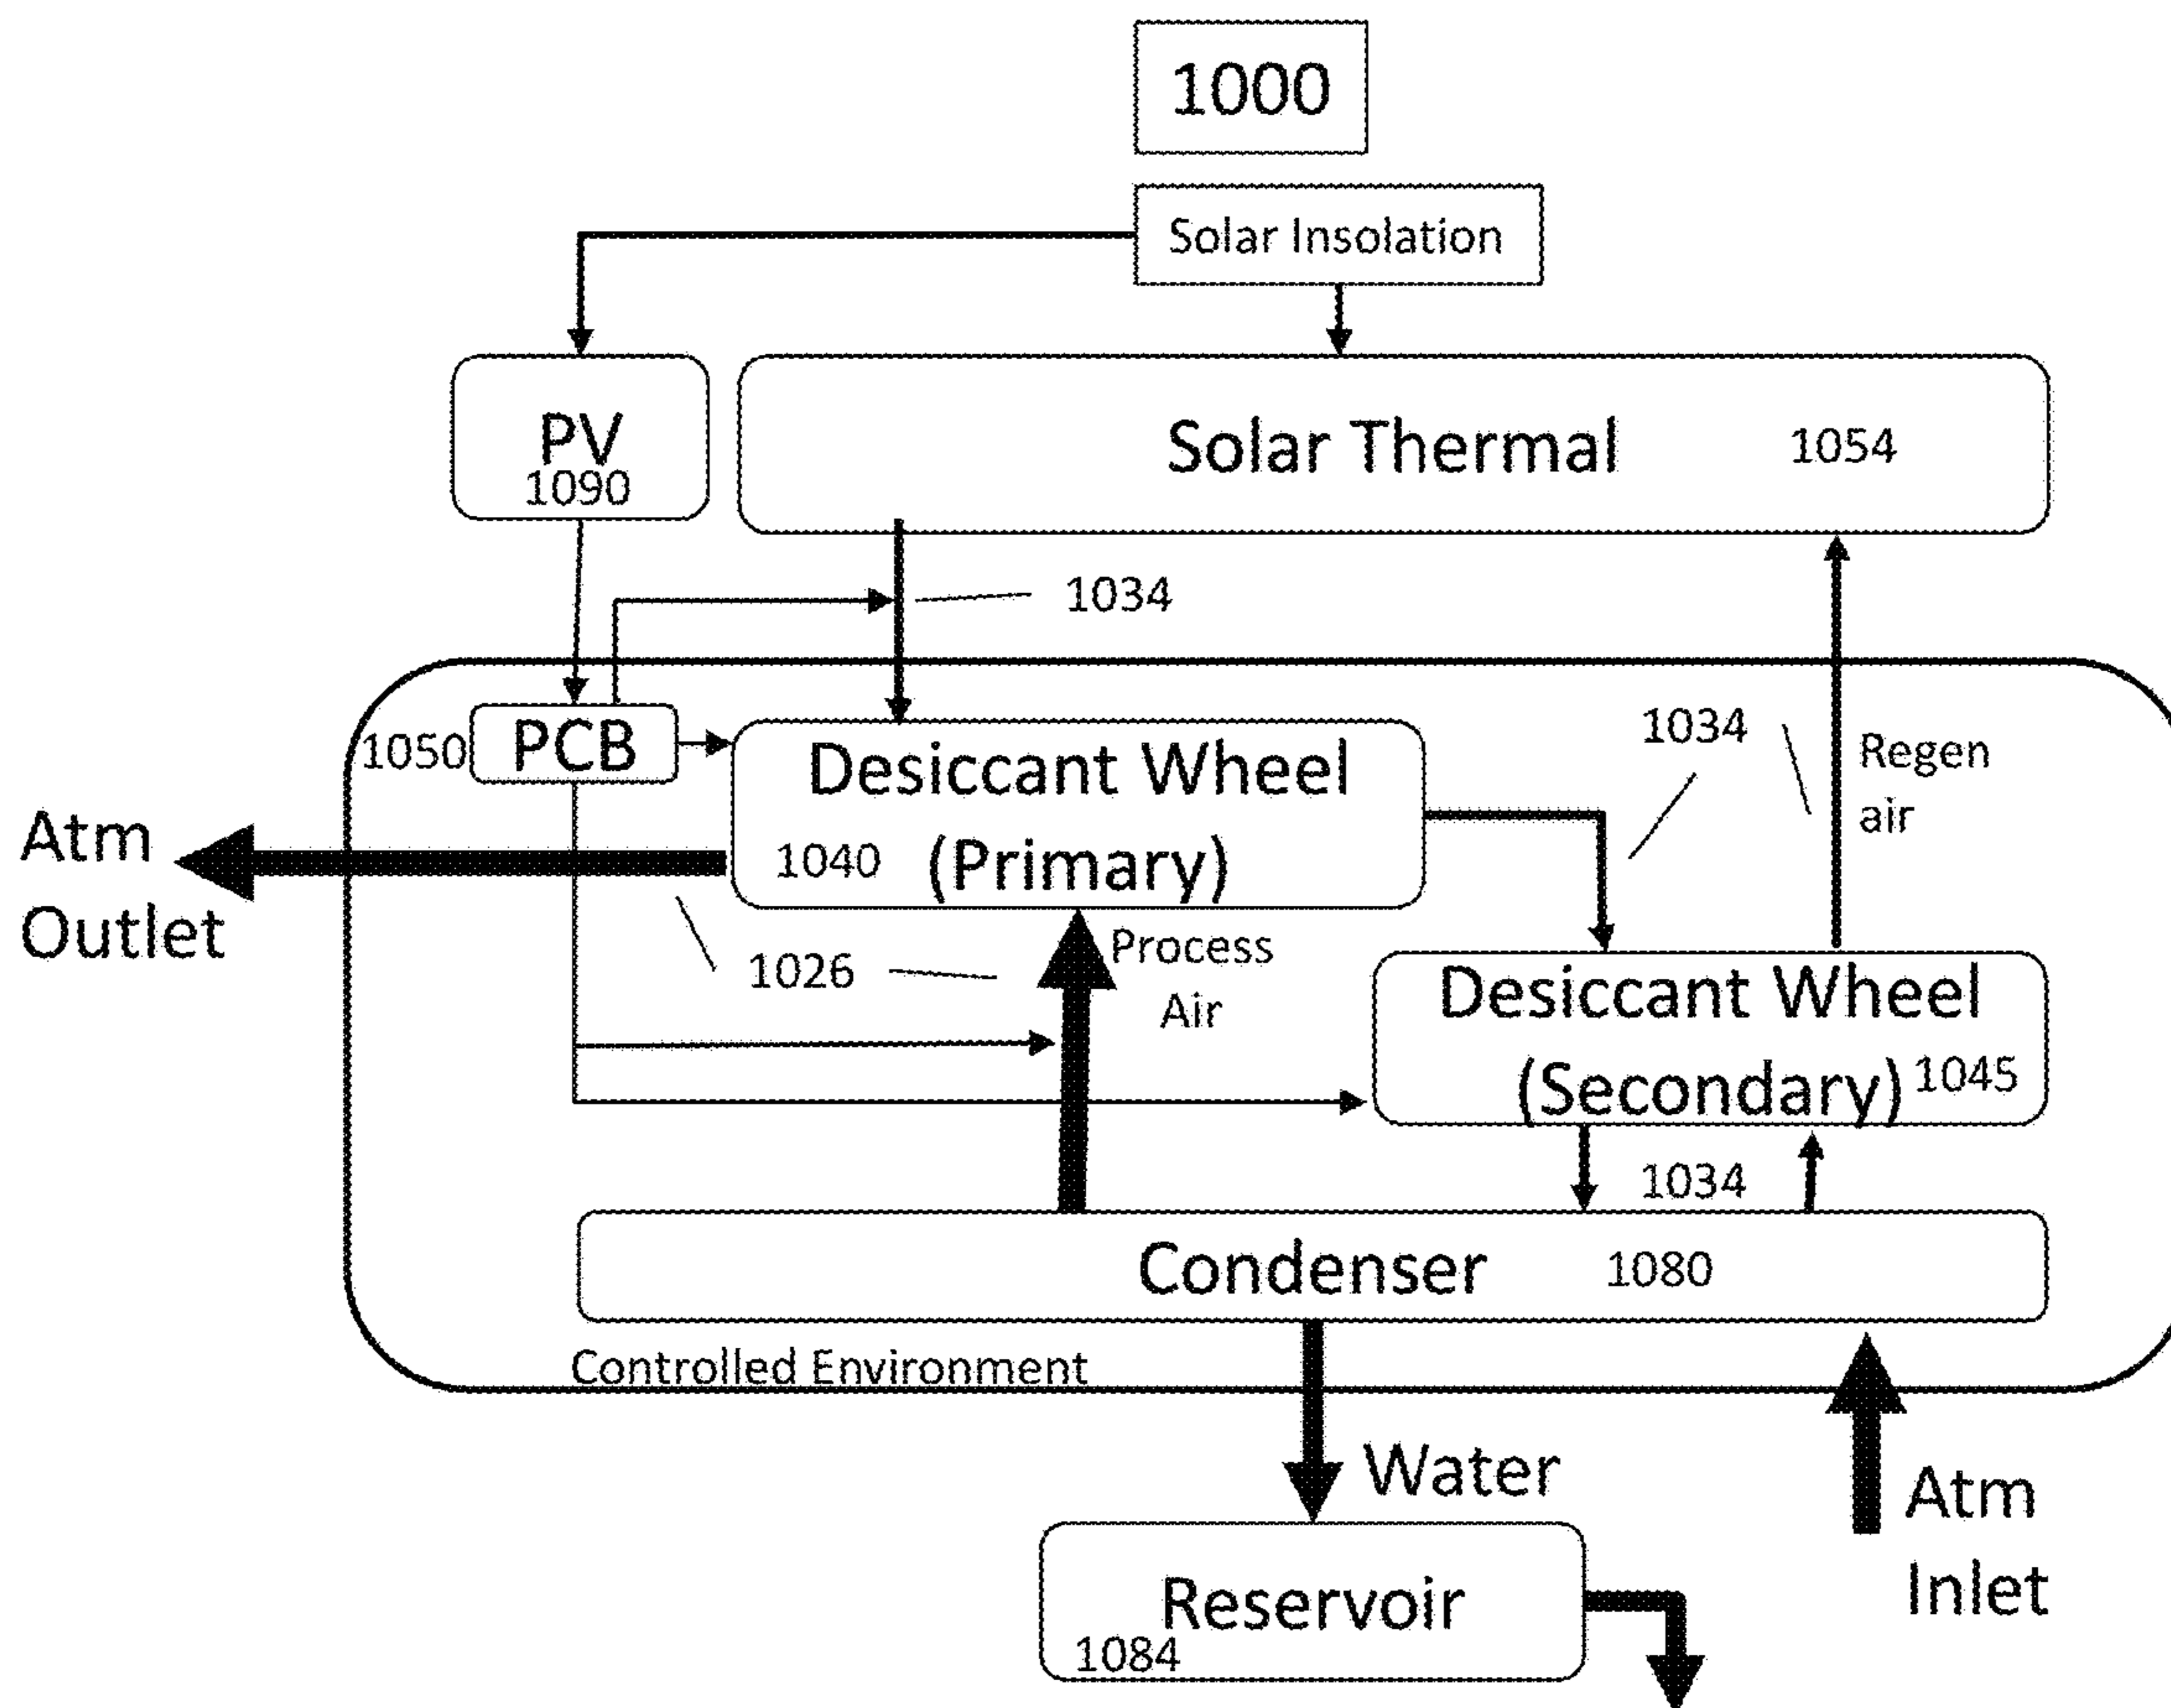 1000
Solar Insolation
PV
1090
Solar Thermal 1054
1034
1050 PCB
Desiccant Wheel
(Primary)
1040
1034
Regen
air
Atm
Outlet
1026
Process
Air
Desiccant Wheel
(Secondary) 1045
1034
Condenser 1080
Controlled Environment
Water
Atm
Inlet
Reservoir
1084